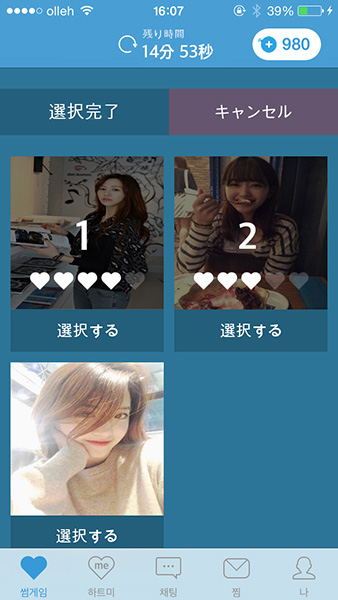 olleh 16:07 39%
残り時間
14分 53秒
980
選択完了 キャンセル
1 2
選択する 選択する
選択する
me
썸게임 하트미 채팅 찜 나